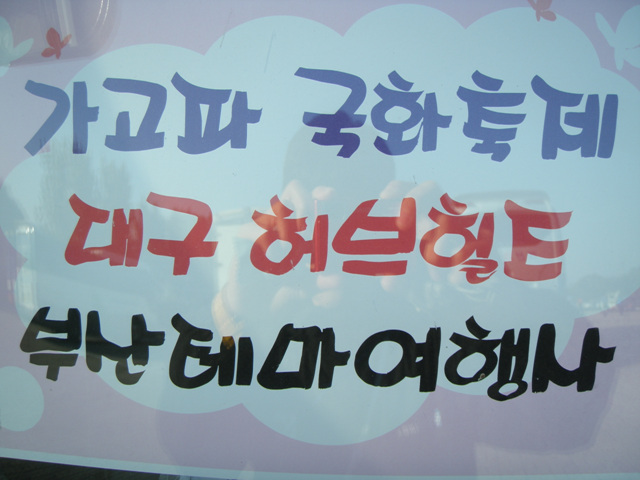 가고파 국화축제
대구 허브힐드
부산테마여행사